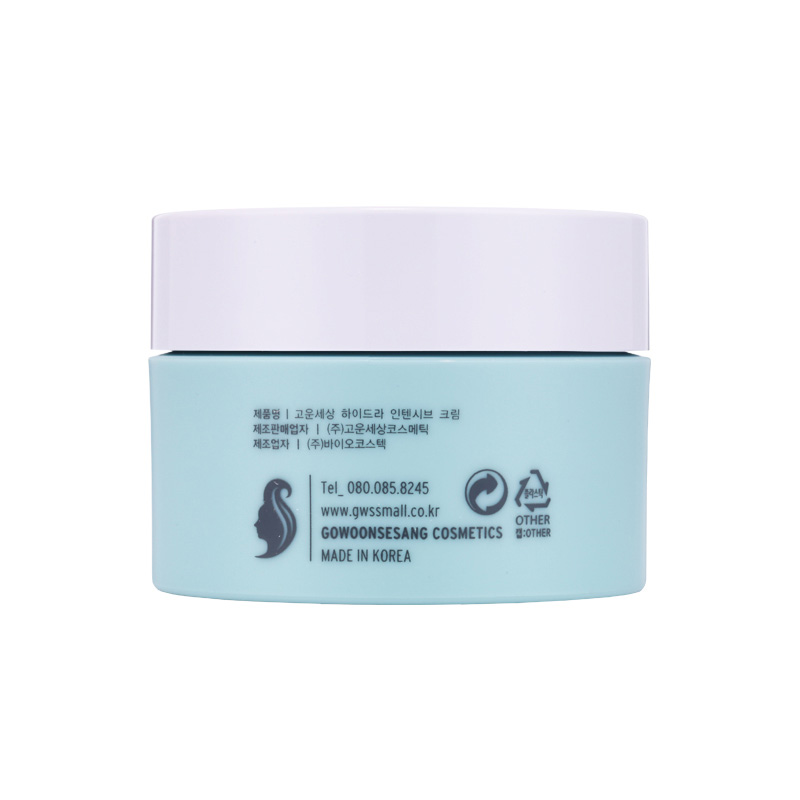 제품명 | 고운세상 하이드라 인텐시브 크림
제조판매업자 | (주)고운세상코스메틱
제조업자 | (주)바이오코스텍
Tel_ 080.085.8245
www.gwssmall.co.kr
GOWOONSESANG COSMETICS
MADE IN KOREA
플라스틱
OTHER
캡:OTHER